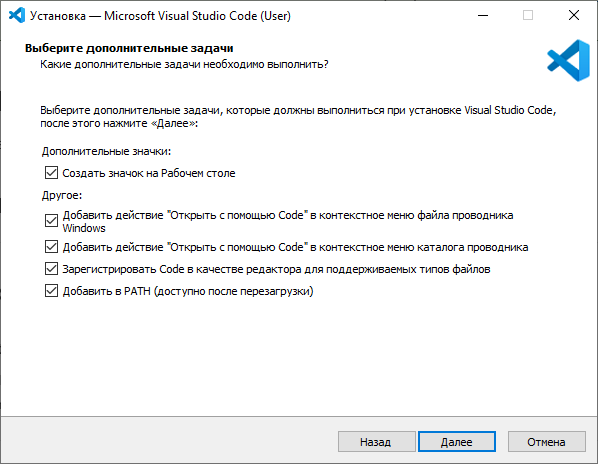 Установка — Microsoft Visual Studio Code (User)
Выберите дополнительные задачи
Какие дополнительные задачи необходимо выполнить?
Выберите дополнительные задачи, которые должны выполниться при установке Visual Studio Code,
после этого нажмите «Далее»:
Дополнительные значки:
Создать значок на Рабочем столе
Другое:
Добавить действие "Открыть с помощью Code" в контекстное меню файла проводника
Windows
Добавить действие "Открыть с помощью Code" в контекстное меню каталога проводника
Зарегистрировать Code в качестве редактора для поддерживаемых типов файлов
Добавить в PATH (доступно после перезагрузки)
Назад
Далее
Отмена